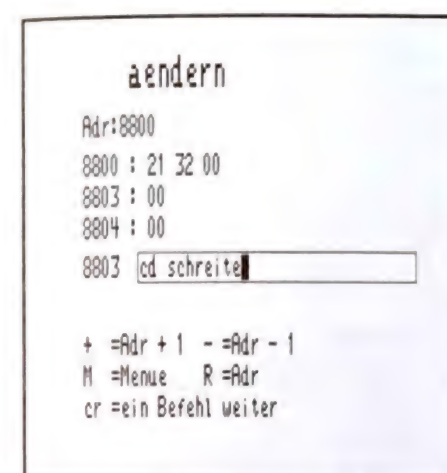 aendern
Adr:8800
8800 : 21 32 00
8803 : 00
8804 : 00
8803 cd schreite
+ =Adr + 1 - =Adr - 1
M =Menue R =Adr
cr =ein Befehl weiter